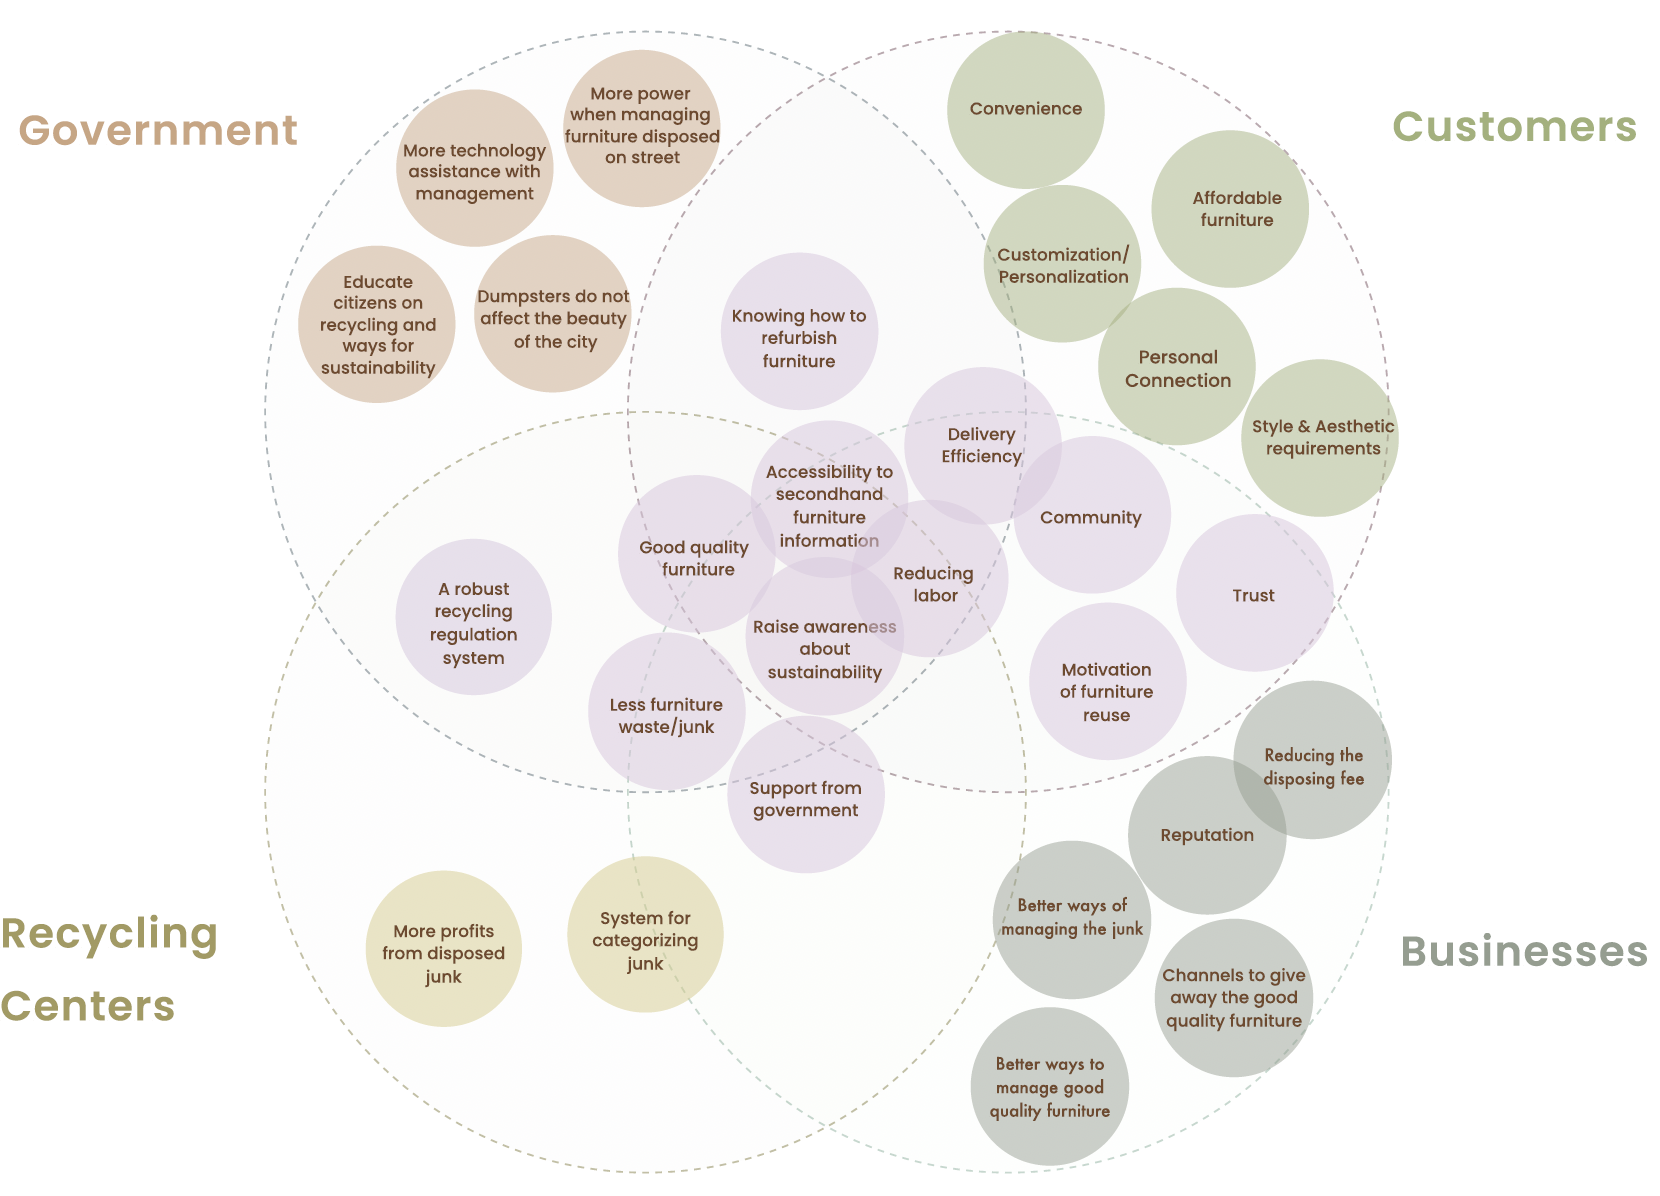 Government
More power
when managing
furniture disposed
on street
More technology
assistance with
management
Educate
citizens on
recycling and
ways for
sustainability
Dumpsters do not
affect the beauty
of the city
Customers
Convenience
Affordable
furniture
Customization/
Personalization
Personal
Connection
Style & Aesthetic
requirements
Knowing how to
refurbish
furniture
Delivery
Efficiency
Accessibility to
secondhand
furniture
information
Community
Good quality
furniture
Reducing
labor
Trust
A robust
recycling
regulation
system
Raise awareness
about
sustainability
Motivation
of furniture
reuse
Less furniture
waste/junk
Support from
government
Recycling
Centers
More profits
from disposed
junk
System for
categorizing
junk
Businesses
Reducing the
disposing fee
Reputation
Better ways of
managing the junk
Channels to give
away the good
quality furniture
Better ways to
manage good
quality furniture